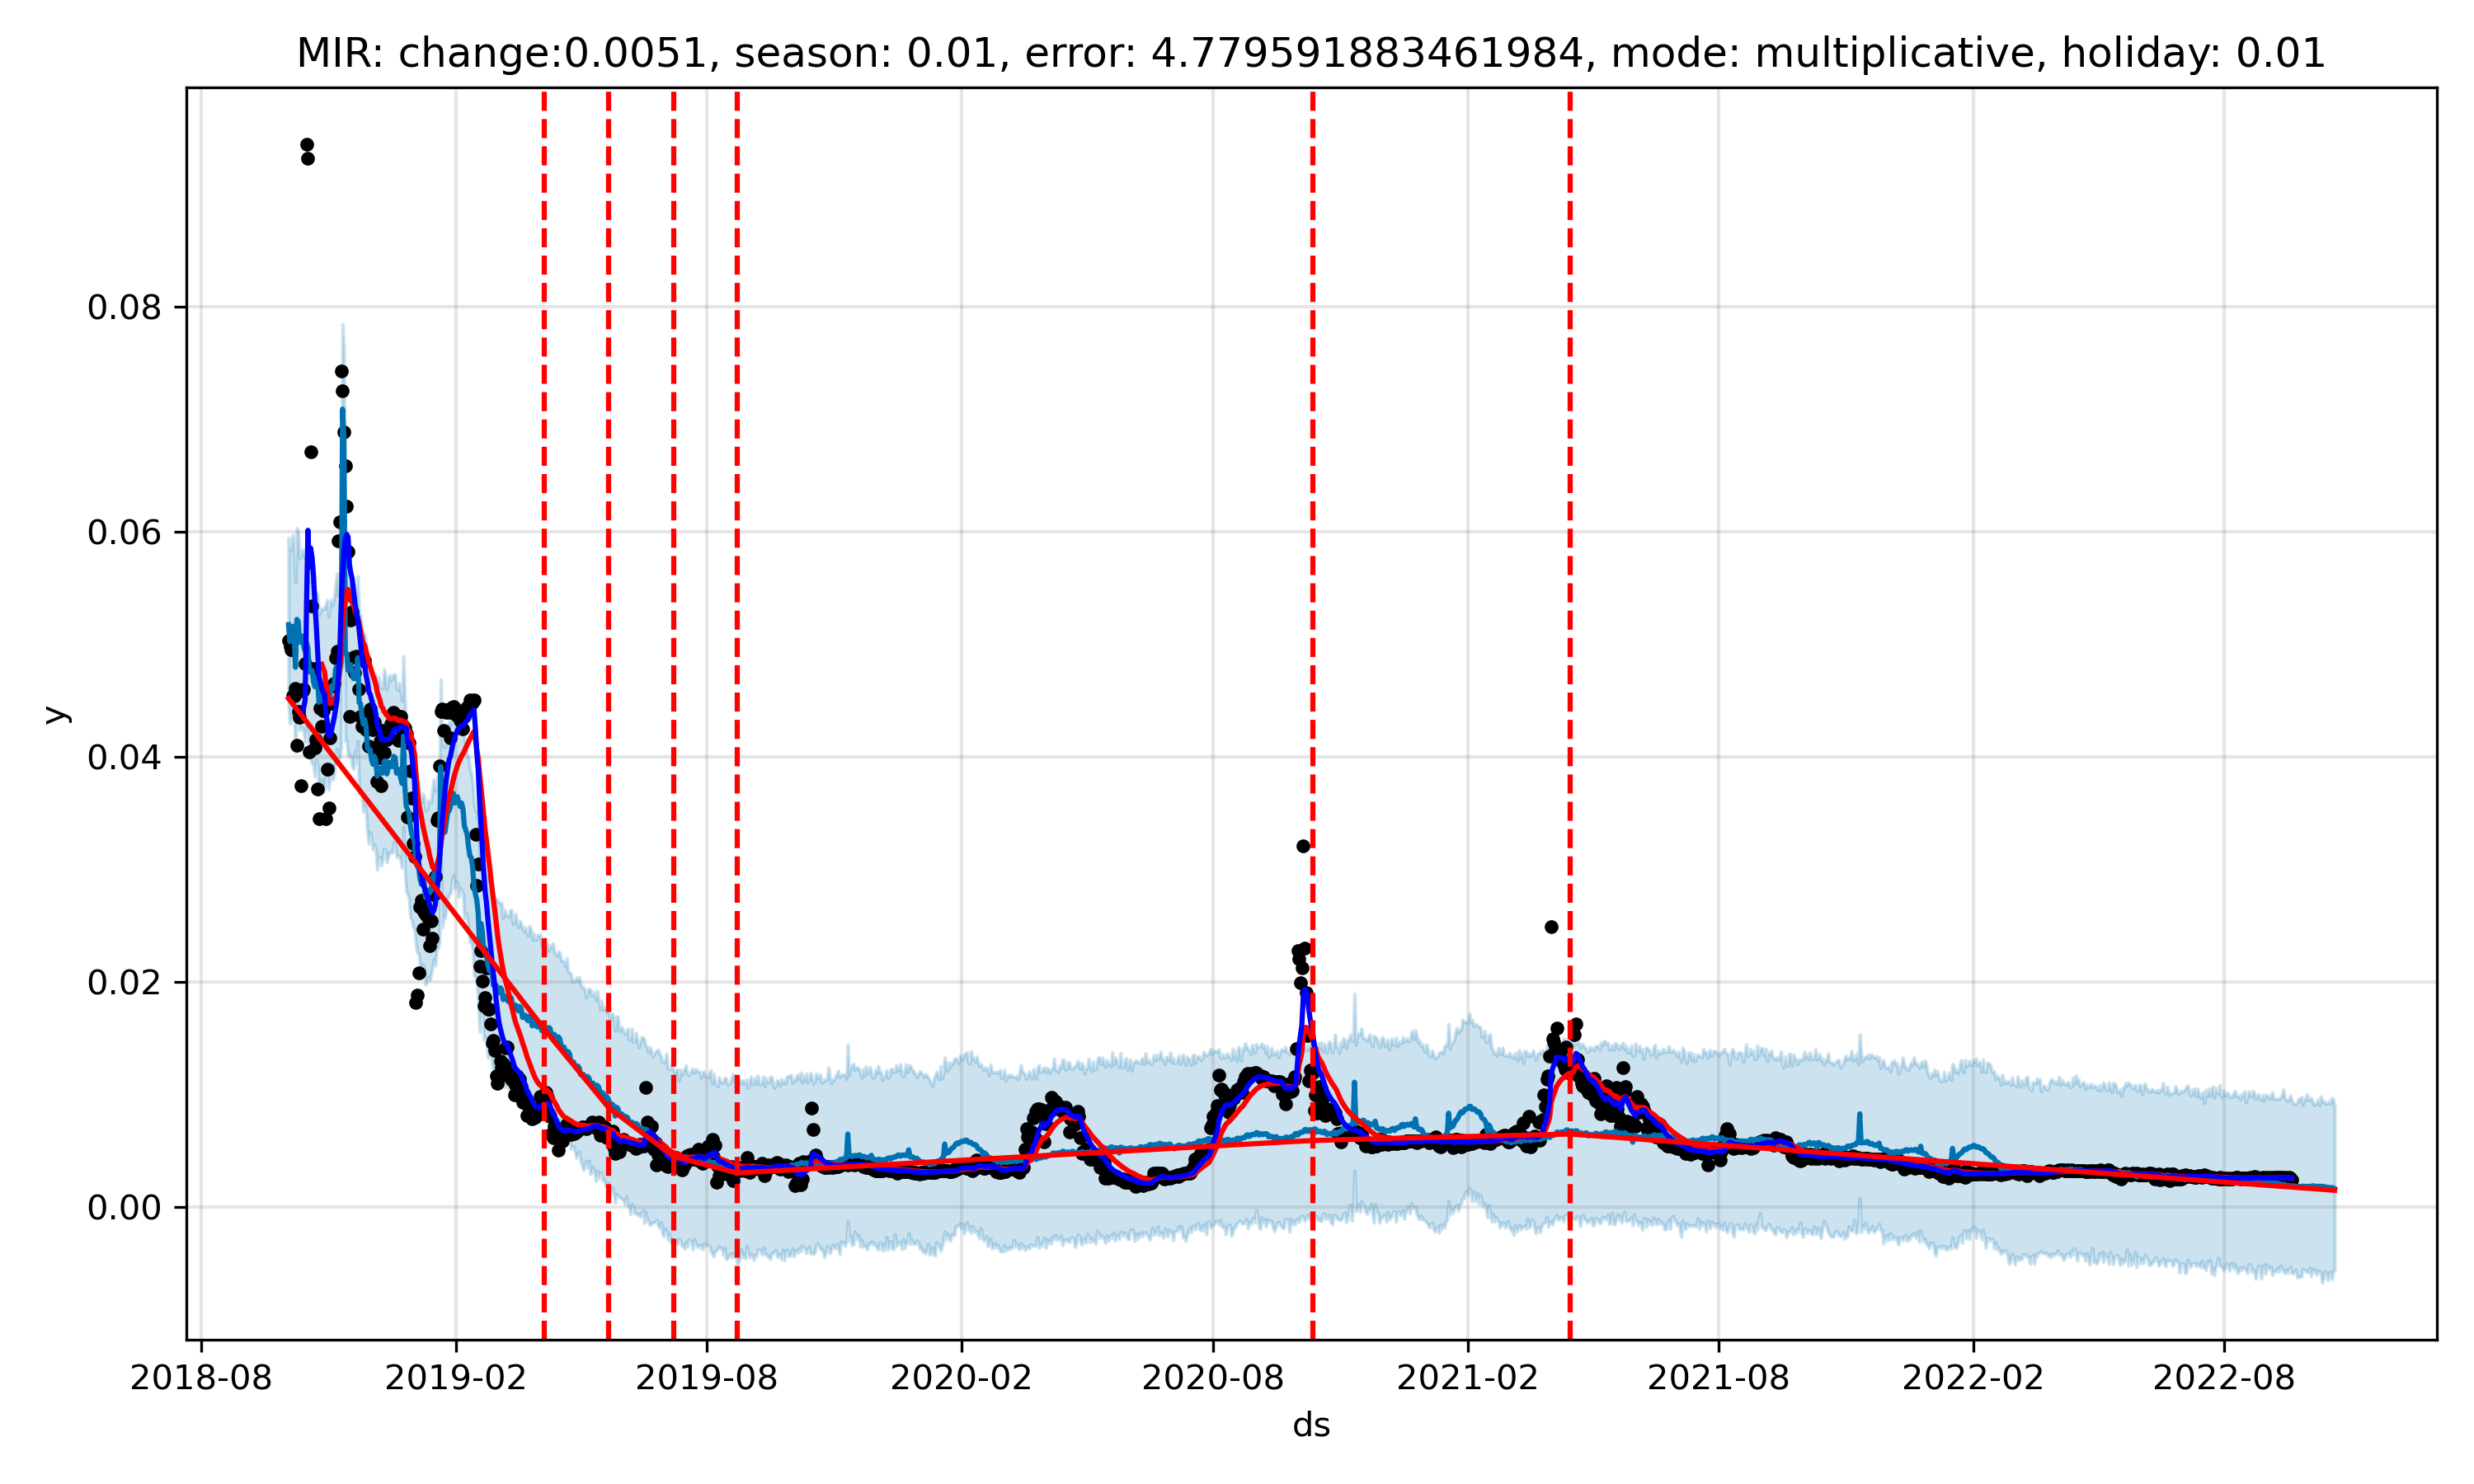 MIR: change:0.0051, season: 0.01, error: 4.779591883461984, mode: multiplicative, holiday: 0.01
0.08
0.06
0.04
0.02
0.00
y
2018-08 2019-02 2019-08 2020-02 2020-08 2021-02 2021-08 2022-02 2022-08
ds